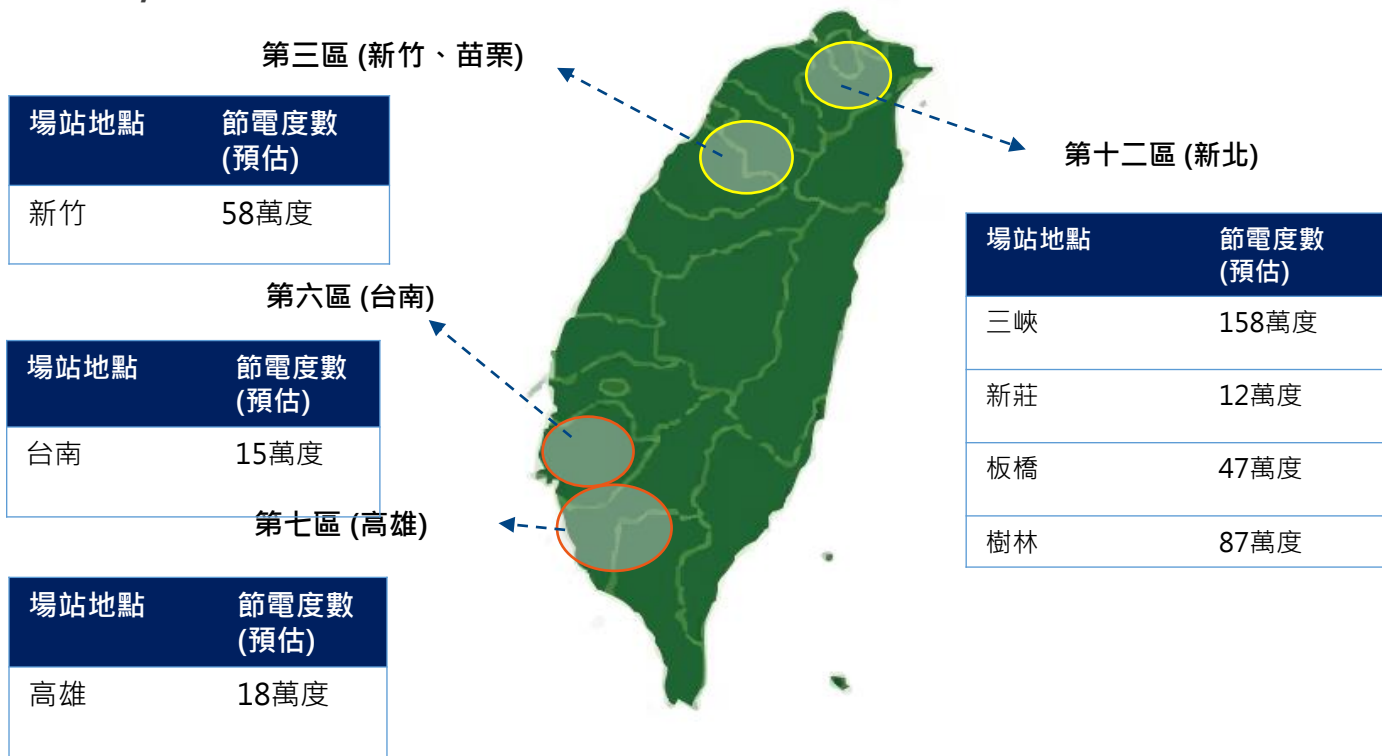 第三區 (新竹、苗栗)
場站地點 節電度數
(預估)
新竹 58萬度
第六區 (台南)
場站地點 節電度數
(預估)
台南 15萬度
第七區 (高雄)
場站地點 節電度數
(預估)
高雄 18萬度
第十二區 (新北)
場站地點 節電度數
(預估)
三峽 158萬度
新莊 12萬度
板橋 47萬度
樹林 87萬度